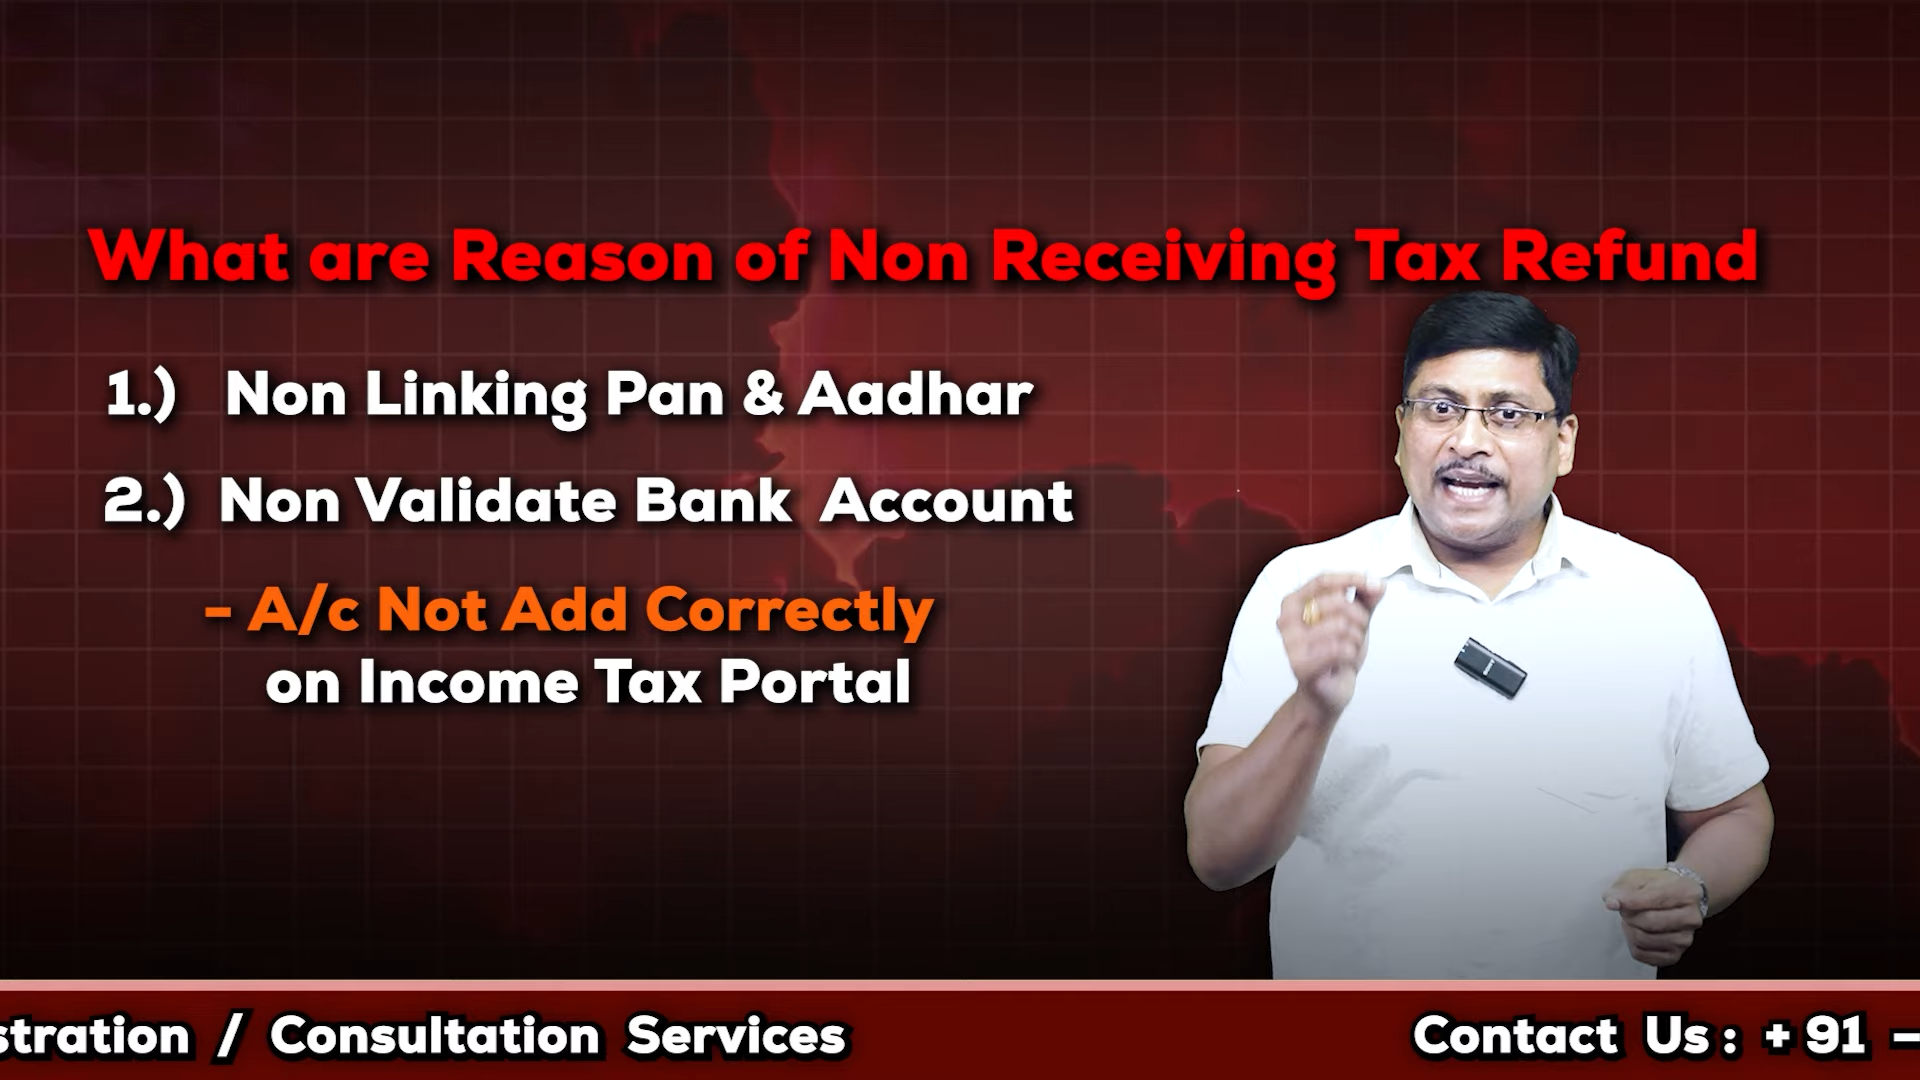 What are Reason of Non Receiving Tax Refund
1.) Non Linking Pan & Aadhar
2.) Non Validate Bank Account
- A/c Not Add Correctly
on Income Tax Portal
stration / Consultation Services Contact Us : + 91 –